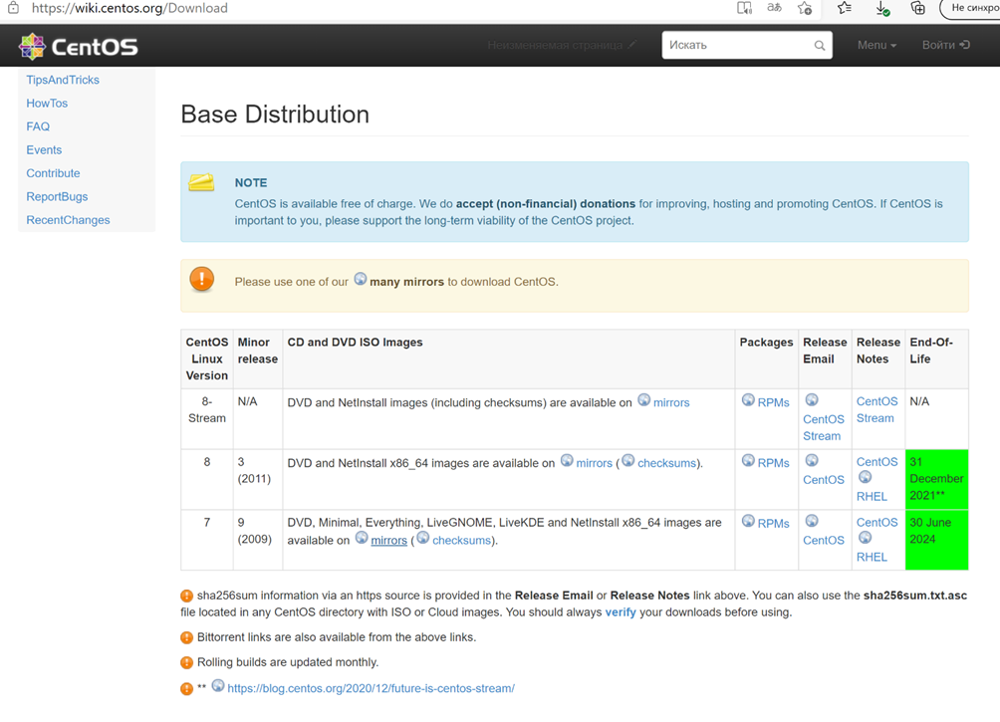 https://wiki.centos.org/Download
Не синхро
CentOS
Неизменяемая страница
Искать
Menu
Войти
TipsAndTricks
HowTos
FAQ
Events
Contribute
ReportBugs
RecentChanges
Base Distribution
NOTE
CentOS is available free of charge. We do accept (non-financial) donations for improving, hosting and promoting CentOS. If CentOS is
important to you, please support the long-term viability of the CentOS project.
Please use one of our many mirrors to download CentOS.
CentOS Linux Version
Minor release
CD and DVD ISO Images
Packages
Release Email
Release Notes
End-Of-Life
8-Stream
N/A
DVD and NetInstall images (including checksums) are available on mirrors
RPMs
CentOS Stream
CentOS Stream
N/A
8
3 (2011)
DVD and NetInstall x86_64 images are available on mirrors ( checksums).
RPMs
CentOS
CentOS
RHEL
31 December 2021**
7
9 (2009)
DVD, Minimal, Everything, LiveGNOME, LiveKDE and NetInstall x86_64 images are
available on mirrors ( checksums).
RPMs
CentOS
CentOS
RHEL
30 June 2024
sha256sum information via an https source is provided in the Release Email or Release Notes link above. You can also use the sha256sum.txt.asc
file located in any CentOS directory with ISO or Cloud images. You should always verify your downloads before using.
Bittorrent links are also available from the above links.
Rolling builds are updated monthly.
** https://blog.centos.org/2020/12/future-is-centos-stream/